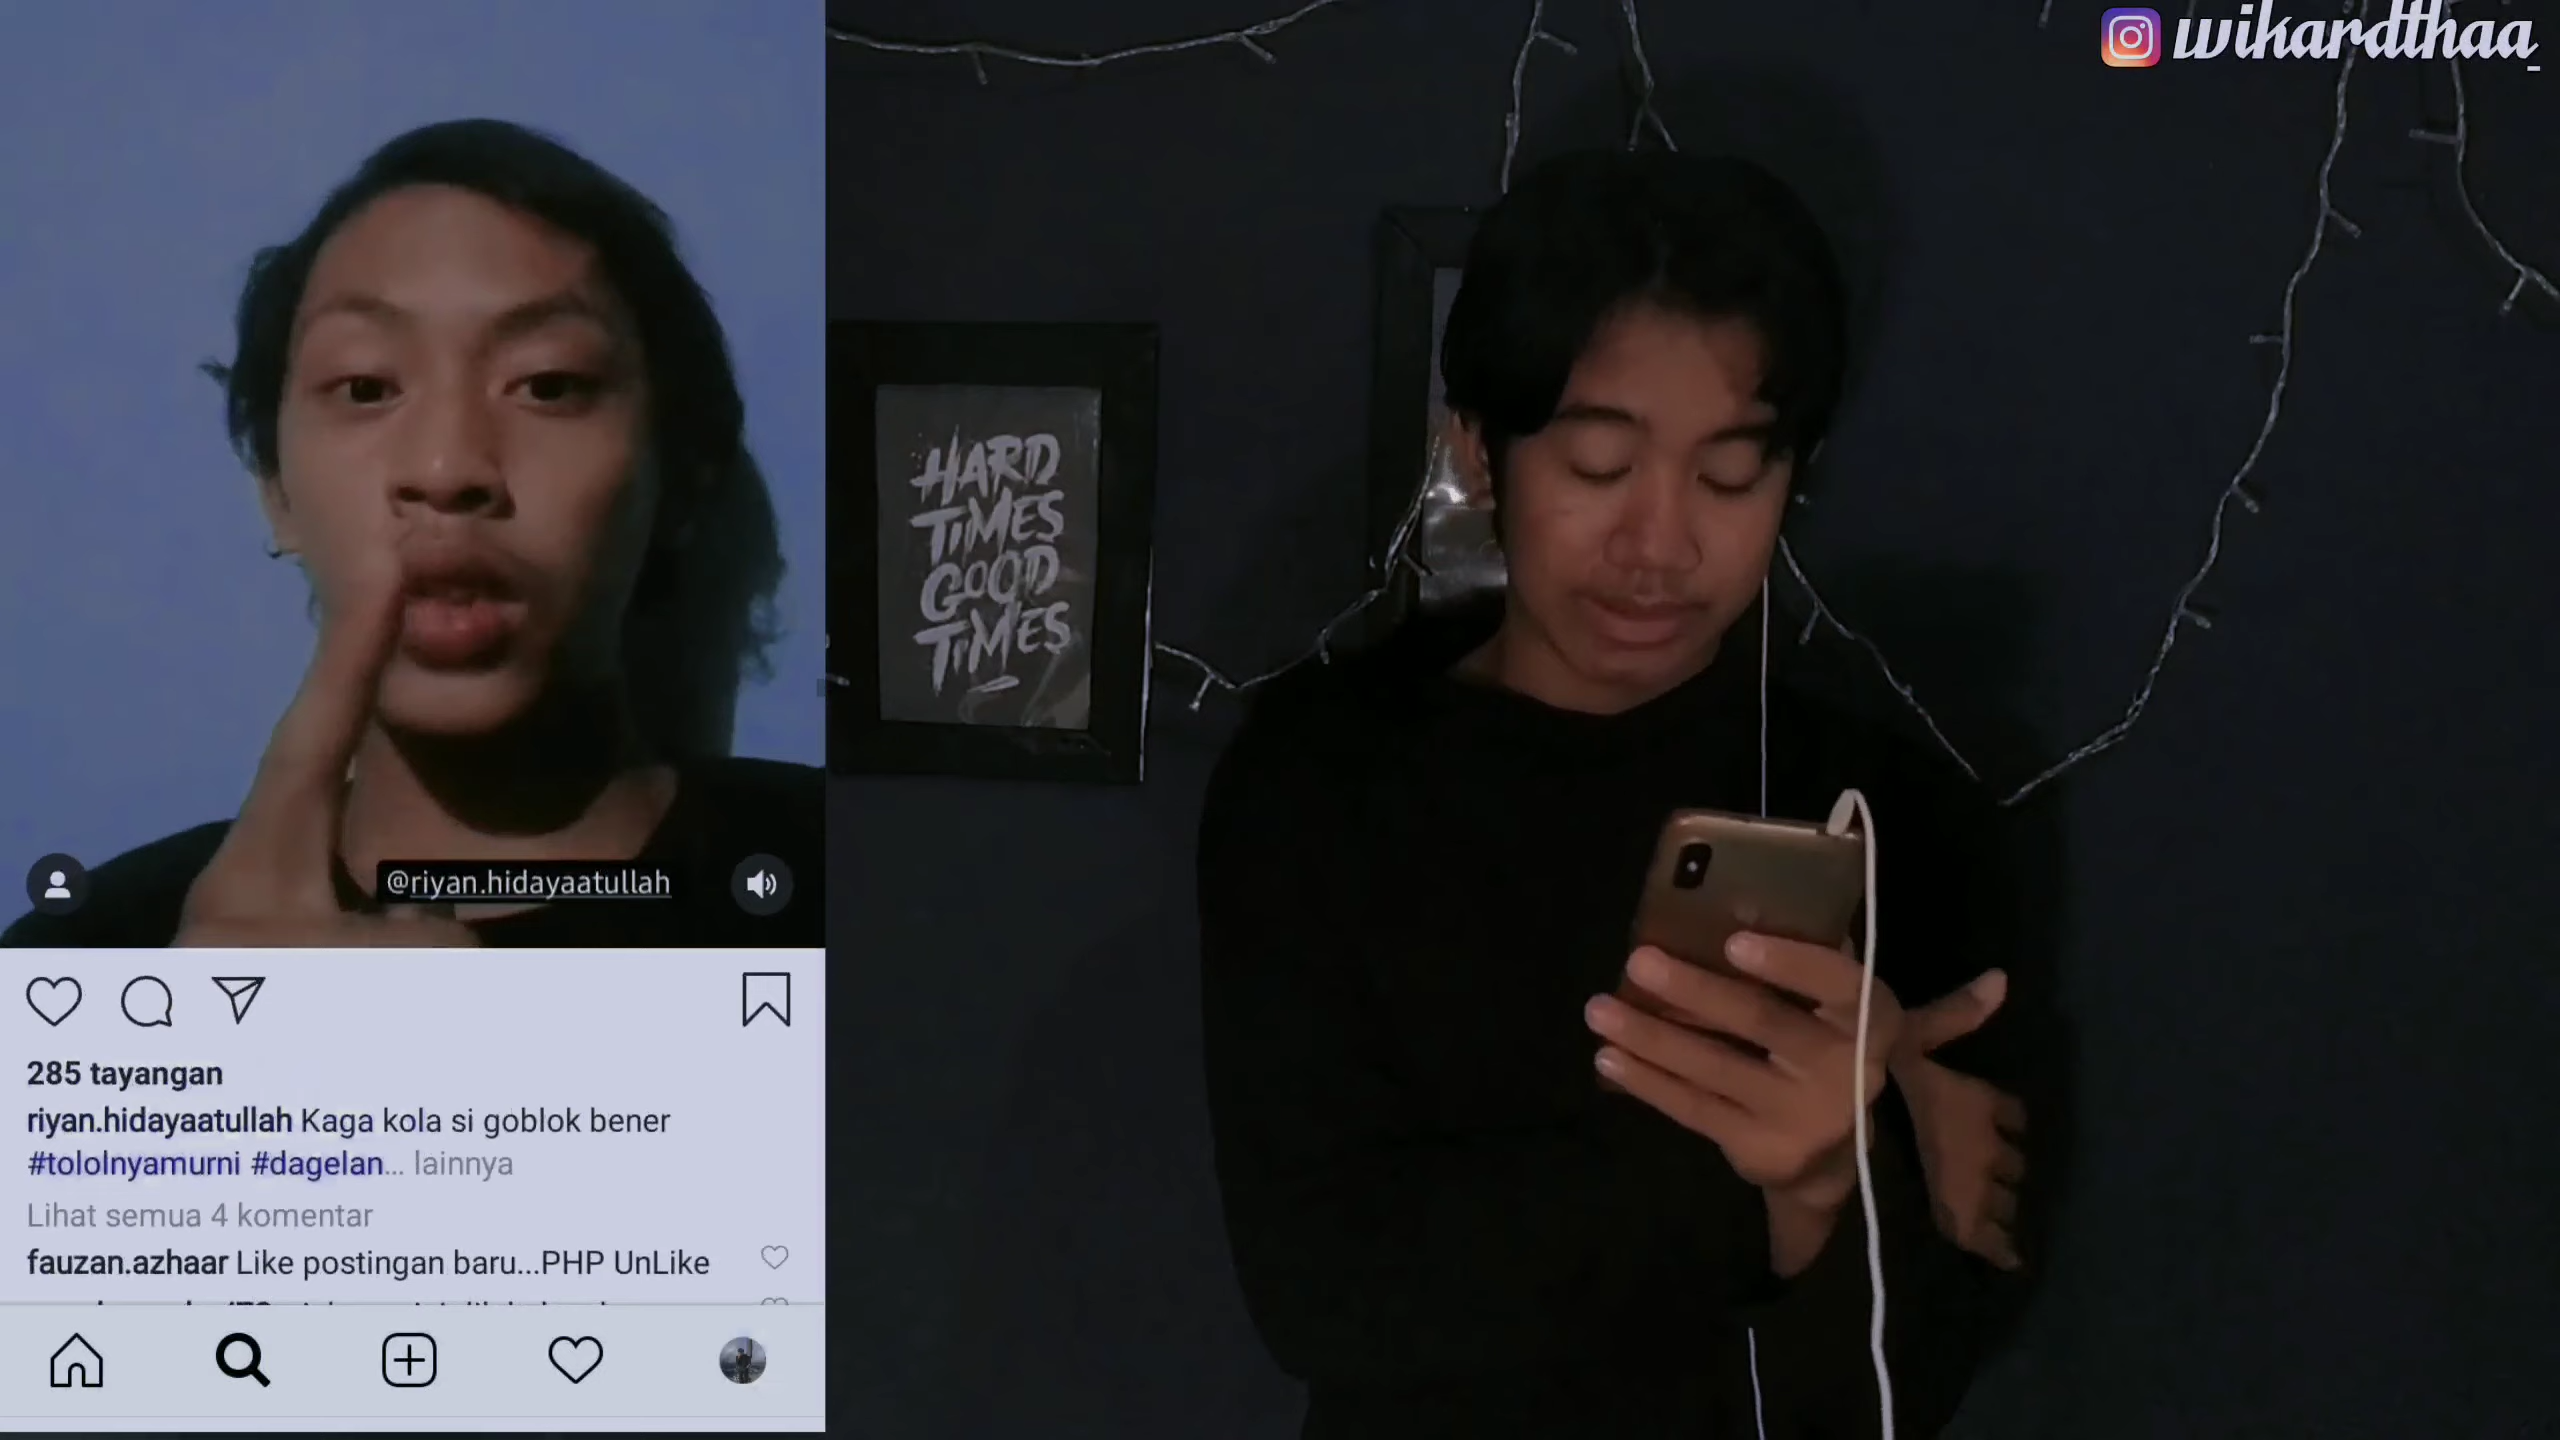 wikardthaa_
HARD
TIMES
GOOD
TIMES
@riyan.hidayaatullah
285 tayangan
riyan.hidayaatullah Kaga kola si goblok bener
#tololnyamurni #dagelan... lainnya
Lihat semua 4 komentar
fauzan.azhaar Like postingan baru...PHP UnLike